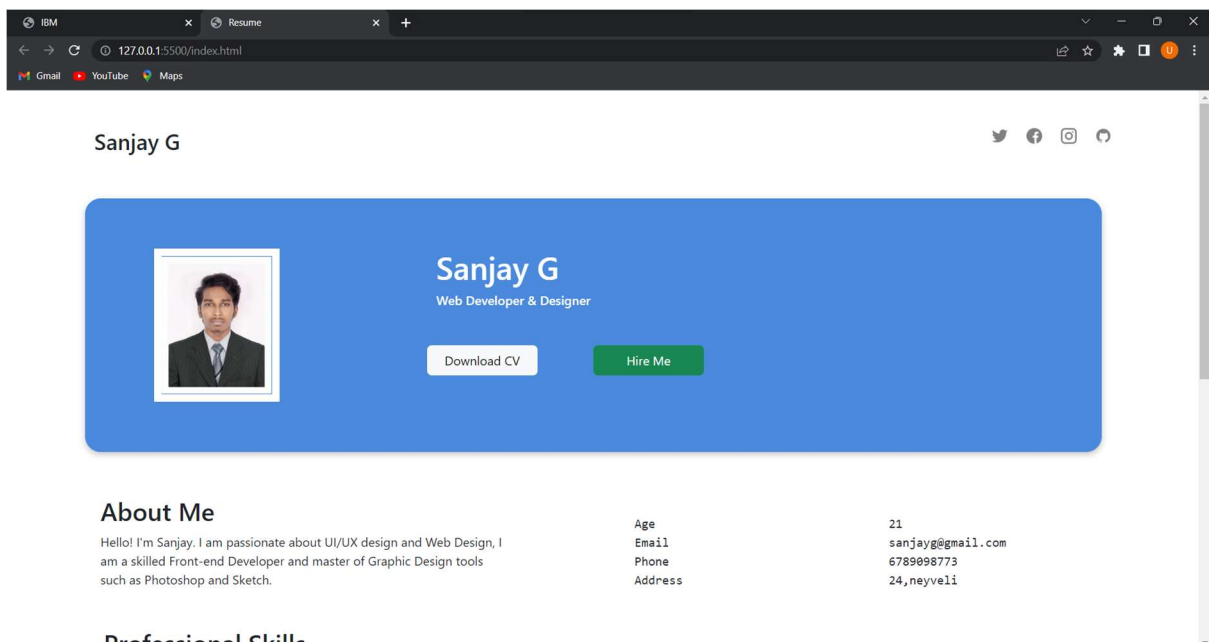 IBM
Resume
127.0.0.1:5500/index.html
Gmail
YouTube
Maps
U
Sanjay G
Sanjay G
Web Developer & Designer
Download CV
Hire Me
About Me
Hello! I'm Sanjay. I am passionate about UI/UX design and Web Design, I
am a skilled Front-end Developer and master of Graphic Design tools
such as Photoshop and Sketch.
Age 21
Email sanjayg@gmail.com
Phone 6789098773
Address 24,neyveli
Professional Skills